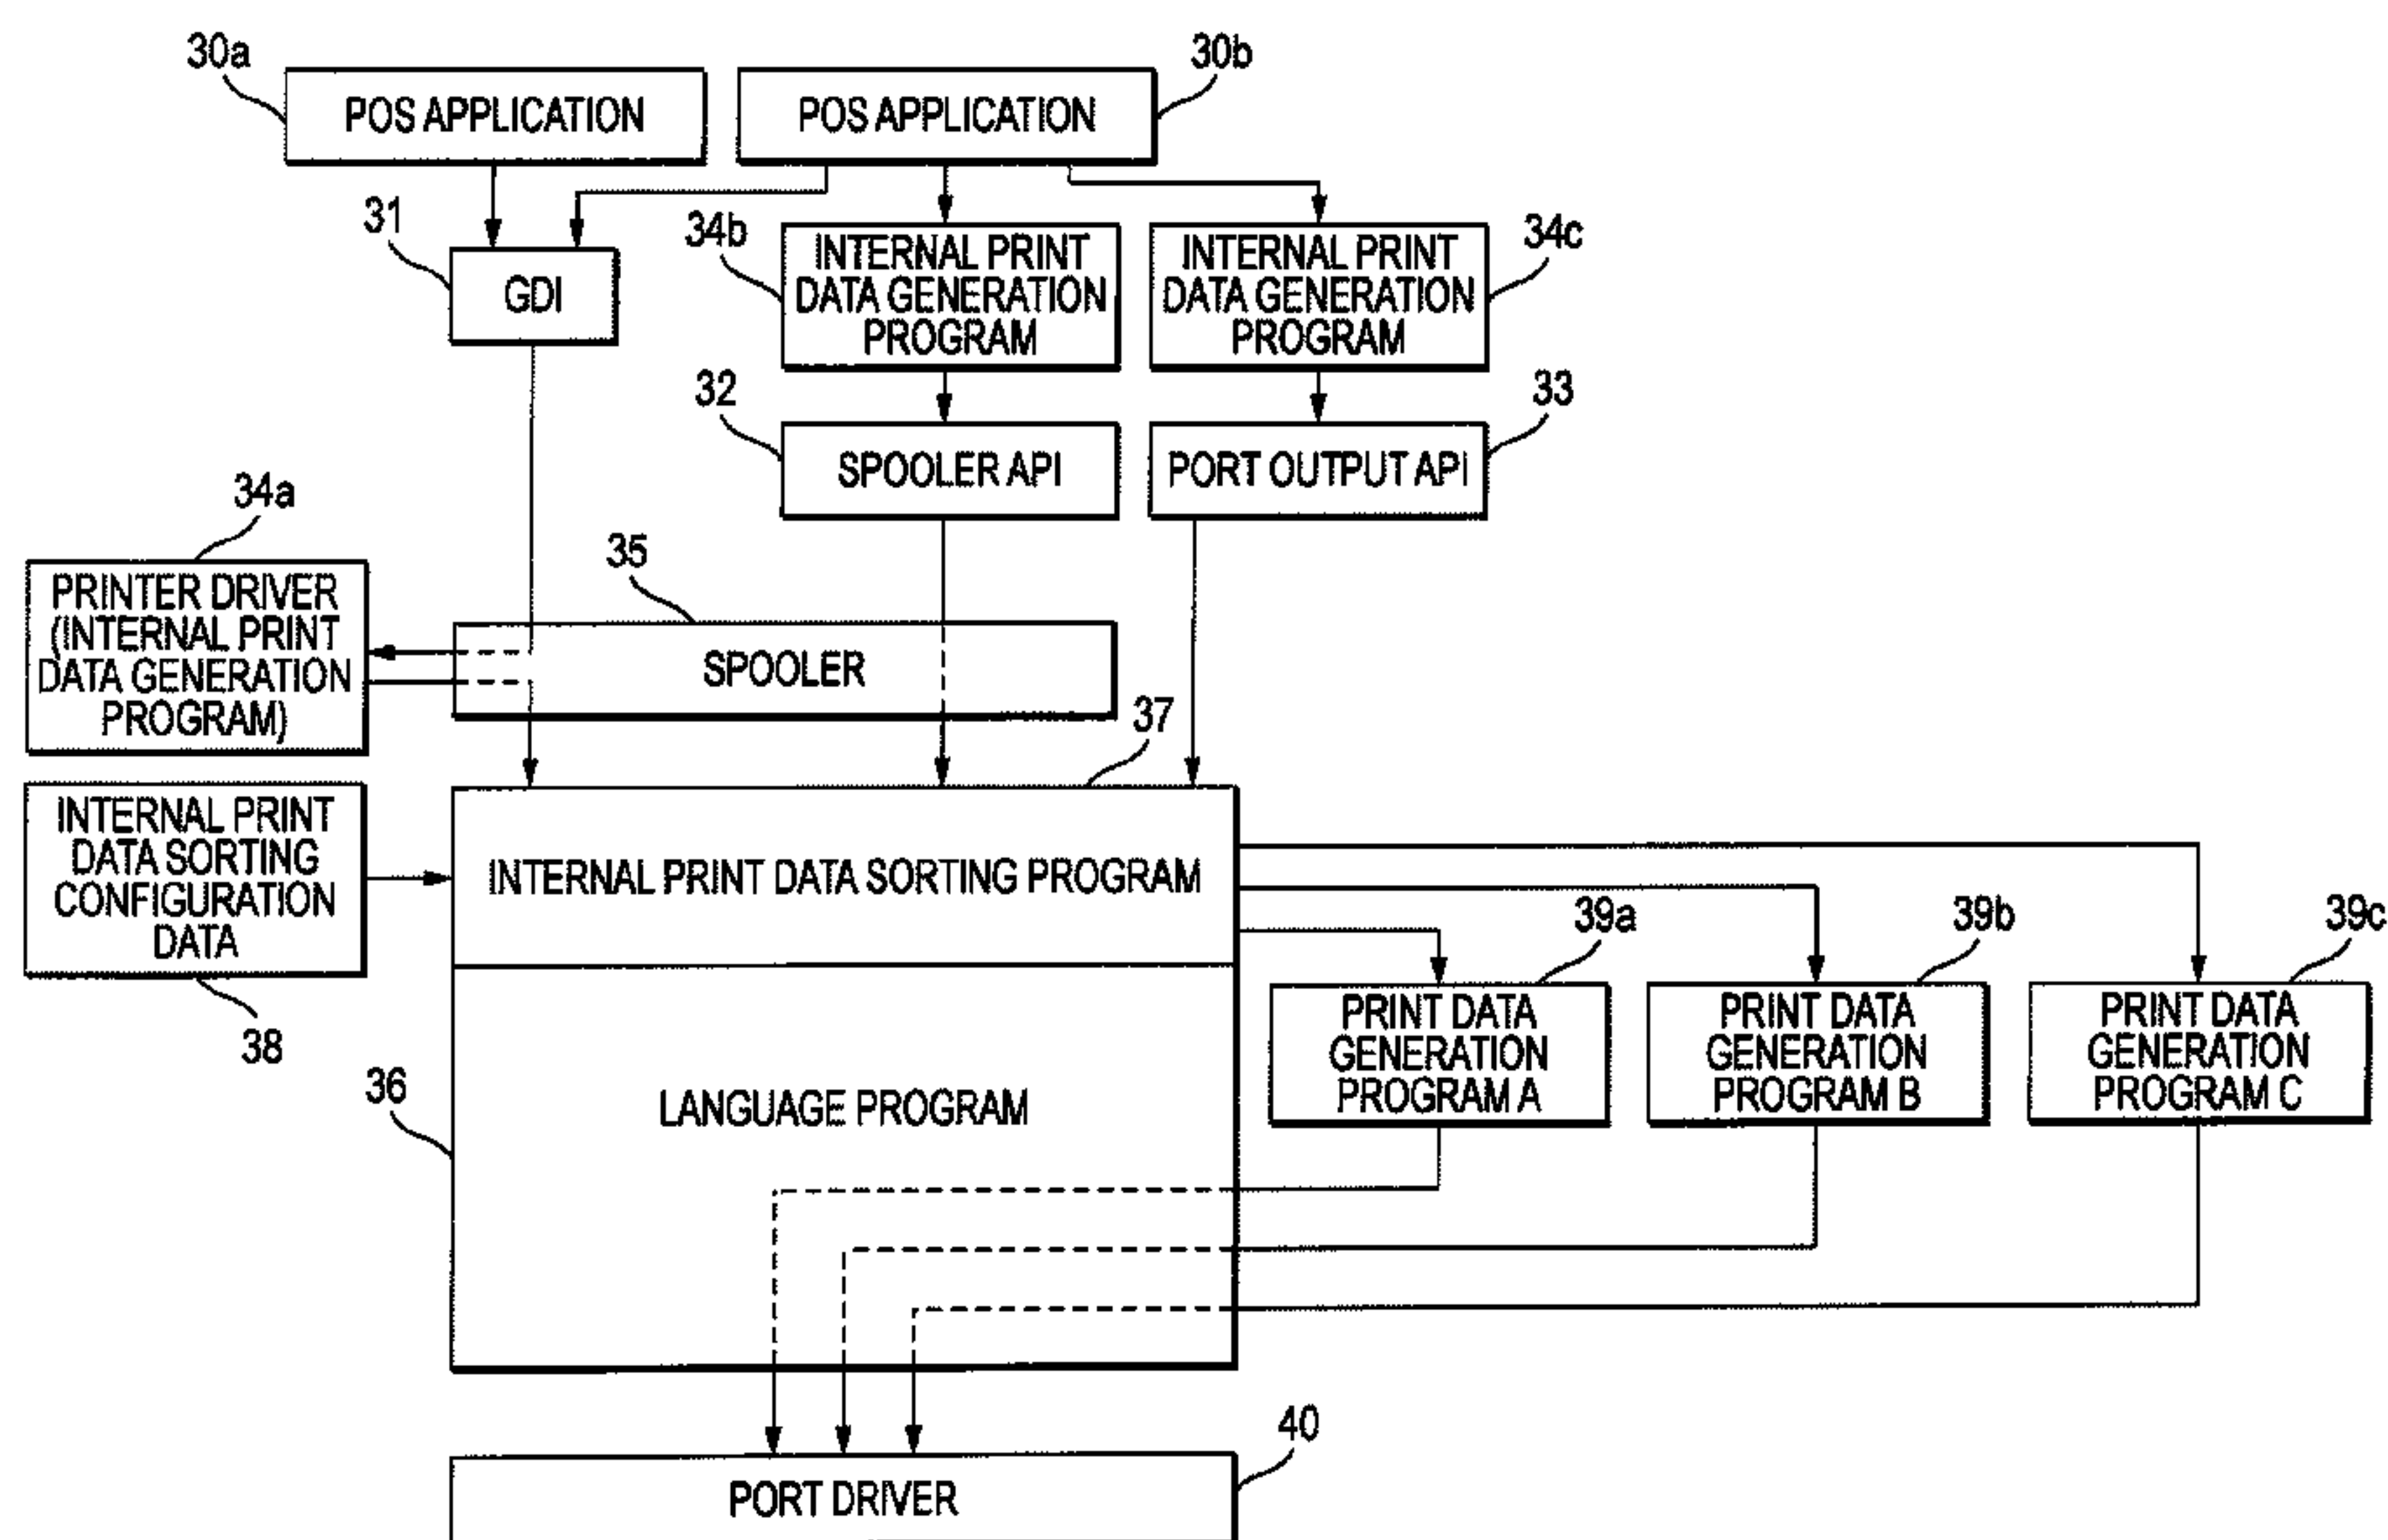 30a
30b
POS APPLICATION
POS APPLICATION
31
GDI
34b
INTERNAL PRINT
DATA GENERATION
PROGRAM
INTERNAL PRINT
DATA GENERATION
PROGRAM
34c
32
SPOOLER API
33
PORT OUTPUT API
34a
PRINTER DRIVER
(INTERNAL PRINT
DATA GENERATION
PROGRAM)
35
SPOOLER
37
INTERNAL PRINT
DATA SORTING
CONFIGURATION
DATA
38
INTERNAL PRINT DATA SORTING PROGRAM
39a
39b
39c
PRINT DATA
GENERATION
PROGRAM A
PRINT DATA
GENERATION
PROGRAM B
PRINT DATA
GENERATION
PROGRAM C
36
LANGUAGE PROGRAM
40
PORT DRIVER